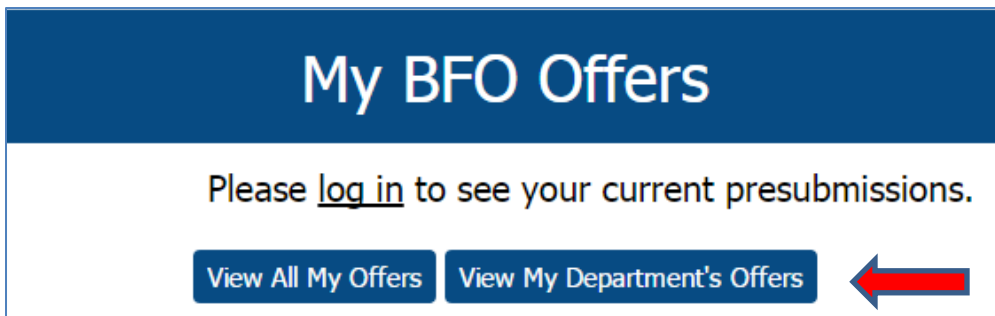 My BFO Offers
Please log in to see your current presubmissions.
View All My Offers View My Department's Offers